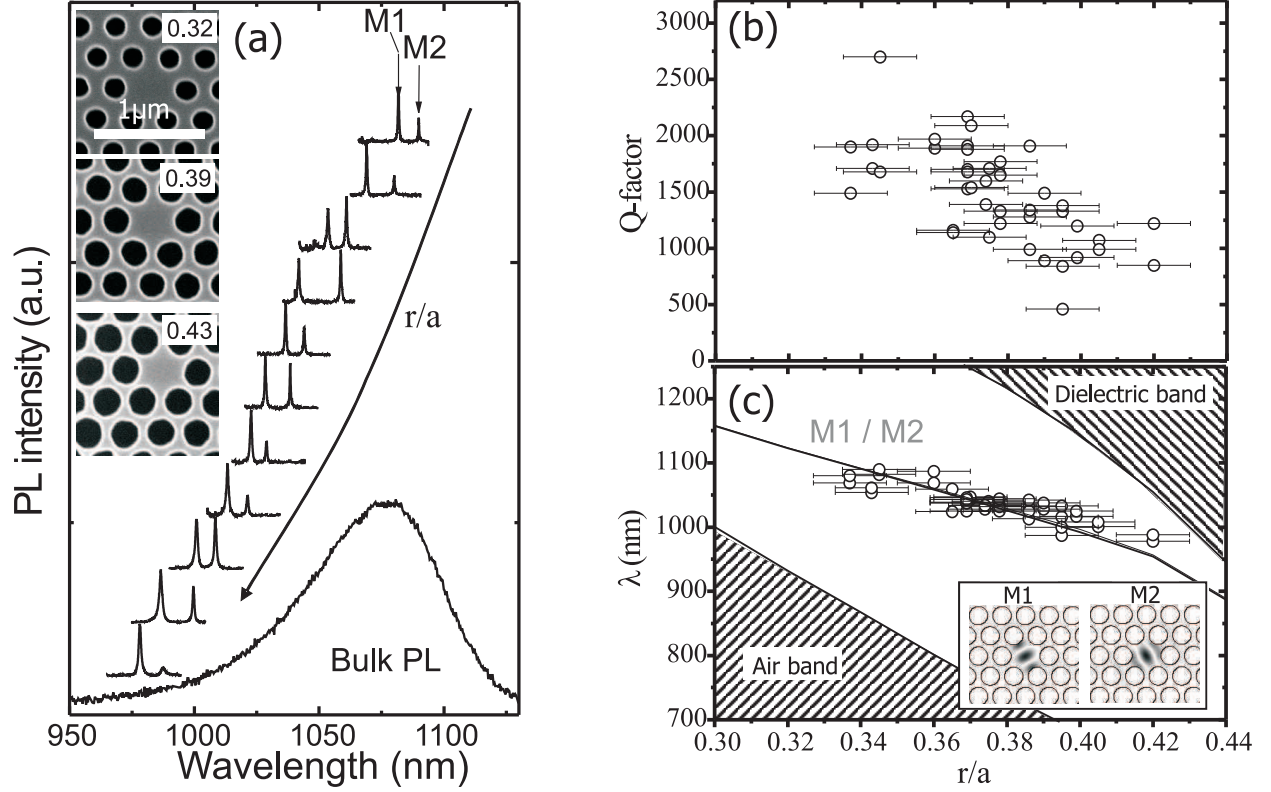 (a)
M1
M2
0.32
1µm
0.39
0.43
r/a
Bulk PL
PL intensity (a.u.)
950 1000 1050 1100
Wavelength (nm)
(b)
3000
2500
2000
1500
1000
500
0
Q-factor
(c)
Dielectric band
M1 / M2
1200
1100
1000
900
800
700
λ (nm)
Air band
M1 M2
0.30 0.32 0.34 0.36 0.38 0.40 0.42 0.44
r/a